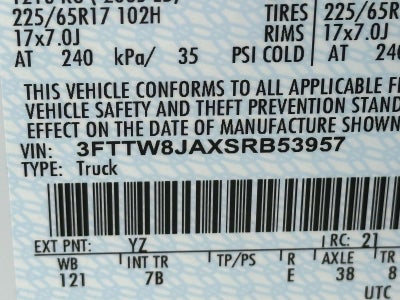 225/65R17 102H TIRES 225/65R
17x7.0J RIMS 17x7.0J
AT 240 kPa/ 35 PSI COLD AT 240
THIS VEHICLE CONFORMS TO ALL APPLICABLE F
VEHICLE SAFETY AND THEFT PREVENTION STAND
EFFECT ON THE DATE OF MANUFACTURE SHOWN
VIN: 3FTTW8JAXSRB53957
TYPE: Truck
EXT PNT: YZ RC: 21
WB INT TR TP/PS R AXLE TR
121 7B E 38 8
UTC